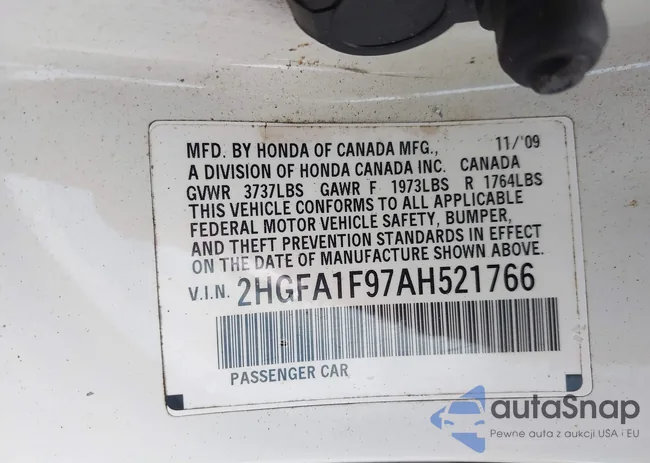 MFD. BY HONDA OF CANADA MFG., 11/'09
A DIVISION OF HONDA CANADA INC. CANADA
GVWR 3737LBS GAWR F 1973LBS R 1764LBS
THIS VEHICLE CONFORMS TO ALL APPLICABLE
FEDERAL MOTOR VEHICLE SAFETY, BUMPER,
AND THEFT PREVENTION STANDARDS IN EFFECT
ON THE DATE OF MANUFACTURE SHOWN ABOVE.
V.I.N. 2HGFA1F97AH521766
PASSENGER CAR
autaSnap
Pewne auta z aukcji USA i EU